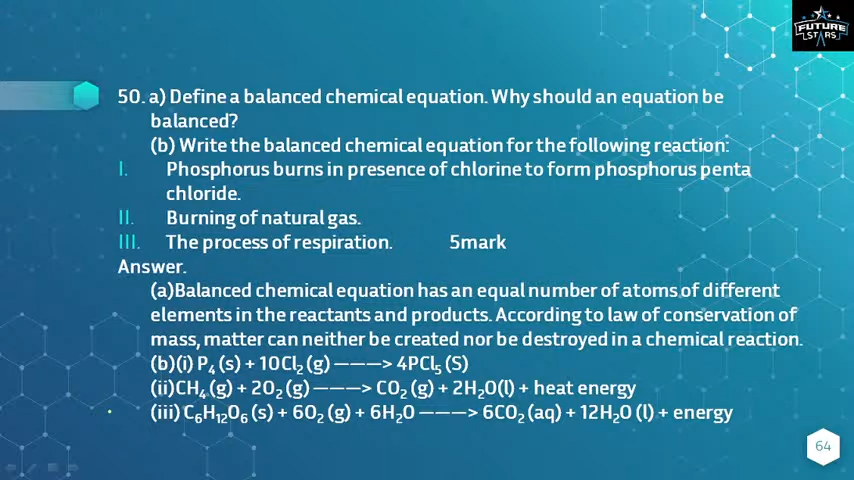 FUTURE
STARS
50. a) Define a balanced chemical equation. Why should an equation be
balanced?
(b) Write the balanced chemical equation for the following reaction:
I. Phosphorus burns in presence of chlorine to form phosphorus penta
chloride.
II. Burning of natural gas.
III. The process of respiration. 5mark
Answer.
(a)Balanced chemical equation has an equal number of atoms of different
elements in the reactants and products. According to law of conservation of
mass, matter can neither be created nor be destroyed in a chemical reaction.
(b)(i) P₄ (s) + 10Cl₂ (g) ———> 4PCl₅ (S)
(ii)CH₄ (g) + 2O₂ (g) ———> CO₂ (g) + 2H₂O(l) + heat energy
(iii) C₆H₁₂O₆ (s) + 6O₂ (g) + 6H₂O ———> 6CO₂ (aq) + 12H₂O (l) + energy
64